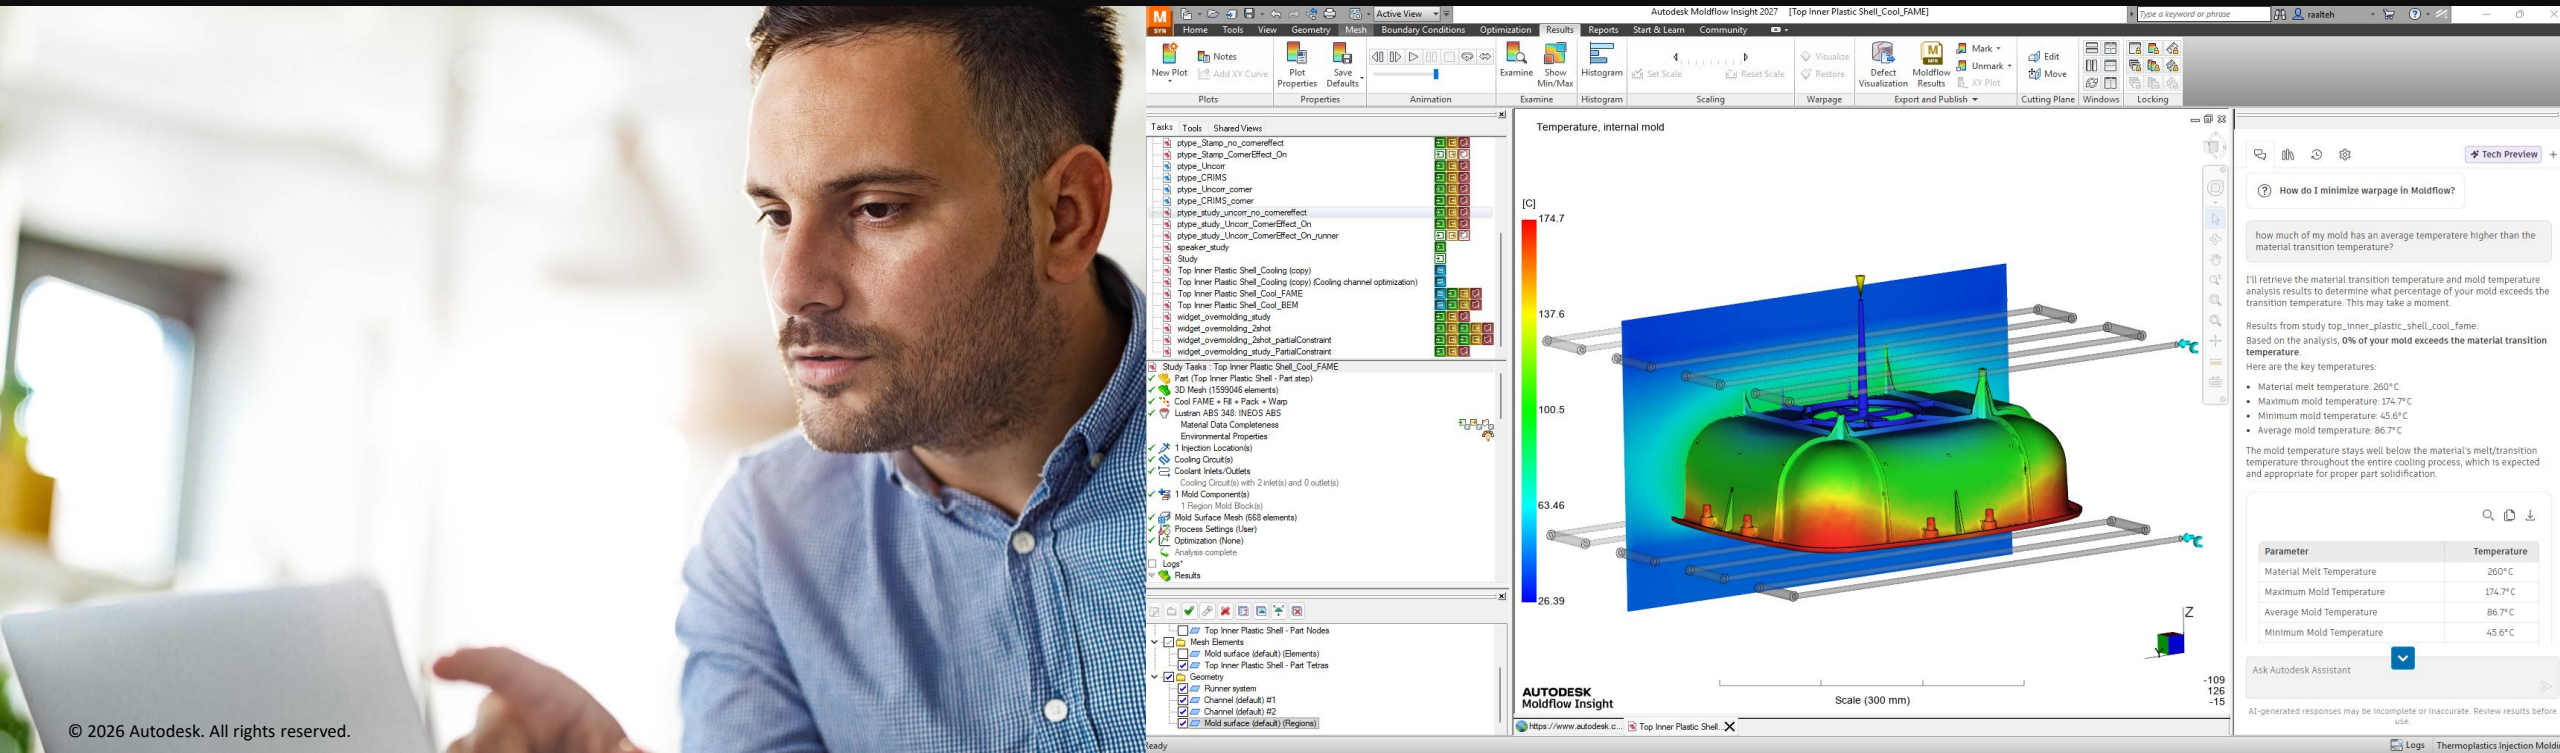 © 2026 Autodesk. All rights reserved.
M
SYN
Active View
Autodesk Moldflow Insight 2027 [Top Inner Plastic Shell_Cool_FAME]
Type a keyword or phrase
raalteh
Home Tools View Geometry Mesh Boundary Conditions Optimization Results Reports Start & Learn Community
New Plot
Notes
Add XY Curve
Plot Properties
Save Defaults
Examine
Show Min/Max
Histogram
Set Scale
Reset Scale
Visualize
Restore
Defect Visualization
Moldflow Results
Mark
Unmark
XY Plot
Edit
Move
Plots Properties Animation Examine Histogram Scaling Warpage Export and Publish Cutting Plane Windows Locking
Tasks Tools Shared Views
ptype_Stamp_no_cornereffect
ptype_Stamp_CornerEffect_On
ptype_Uncorr
ptype_CRIMS
ptype_Uncorr_corner
ptype_CRIMS_corner
ptype_study_uncorr_no_cornereffect
ptype_study_Uncorr_CornerEffect_On
ptype_study_Uncorr_CornerEffect_On_runner
speaker_study
Study
Top Inner Plastic Shell_Cooling (copy)
Top Inner Plastic Shell_Cooling (copy) (Cooling channel optimization)
Top Inner Plastic Shell_Cool_FAME
Top Inner Plastic Shell_Cool_BEM
widget_overmolding_study
widget_overmolding_2shot
widget_overmolding_2shot_partialConstraint
widget_overmolding_study_PartialConstraint
Study Tasks : Top Inner Plastic Shell_Cool_FAME
Part (Top Inner Plastic Shell - Part.step)
3D Mesh (1599046 elements)
Cool FAME + Fill + Pack + Warp
Lustran ABS 348: INEOS ABS
Material Data Completeness
Environmental Properties
1 Injection Location(s)
Cooling Circuit(s)
Coolant Inlets/Outlets
Cooling Circuit(s) with 2 inlet(s) and 0 outlet(s)
1 Mold Component(s)
1 Region Mold Block(s)
Mold Surface Mesh (668 elements)
Process Settings (User)
Optimization (None)
Analysis complete
Logs*
Results
Top Inner Plastic Shell - Part Nodes
Mesh Elements
Mold surface (default) (Elements)
Top Inner Plastic Shell - Part Tetras
Geometry
Runner system
Channel (default) #1
Channel (default) #2
Mold surface (default) (Regions)
Temperature, internal mold
[C]
174.7
137.6
100.5
63.46
26.39
AUTODESK
Moldflow Insight
Scale (300 mm)
Z
Y
-109
126
-15
https://www.autodesk.c...
Top Inner Plastic Shell...
Tech Preview
How do I minimize warpage in Moldflow?
how much of my mold has an average temperatere higher than the
material transition temperature?
I'll retrieve the material transition temperature and mold temperature
analysis results to determine what percentage of your mold exceeds the
transition temperature. This may take a moment.
Results from study top_inner_plastic_shell_cool_fame:
Based on the analysis, 0% of your mold exceeds the material transition
temperature.
Here are the key temperatures:
• Material melt temperature: 260°C
• Maximum mold temperature: 174.7°C
• Minimum mold temperature: 45.6°C
• Average mold temperature: 86.7°C
The mold temperature stays well below the material's melt/transition
temperature throughout the entire cooling process, which is expected
and appropriate for proper part solidification.
Parameter Temperature
Material Melt Temperature 260°C
Maximum Mold Temperature 174.7°C
Average Mold Temperature 86.7°C
Minimum Mold Temperature 45.6°C
Ask Autodesk Assistant
AI-generated responses may be incomplete or inaccurate. Review results before
use.
Logs Thermoplastics Injection Moldi